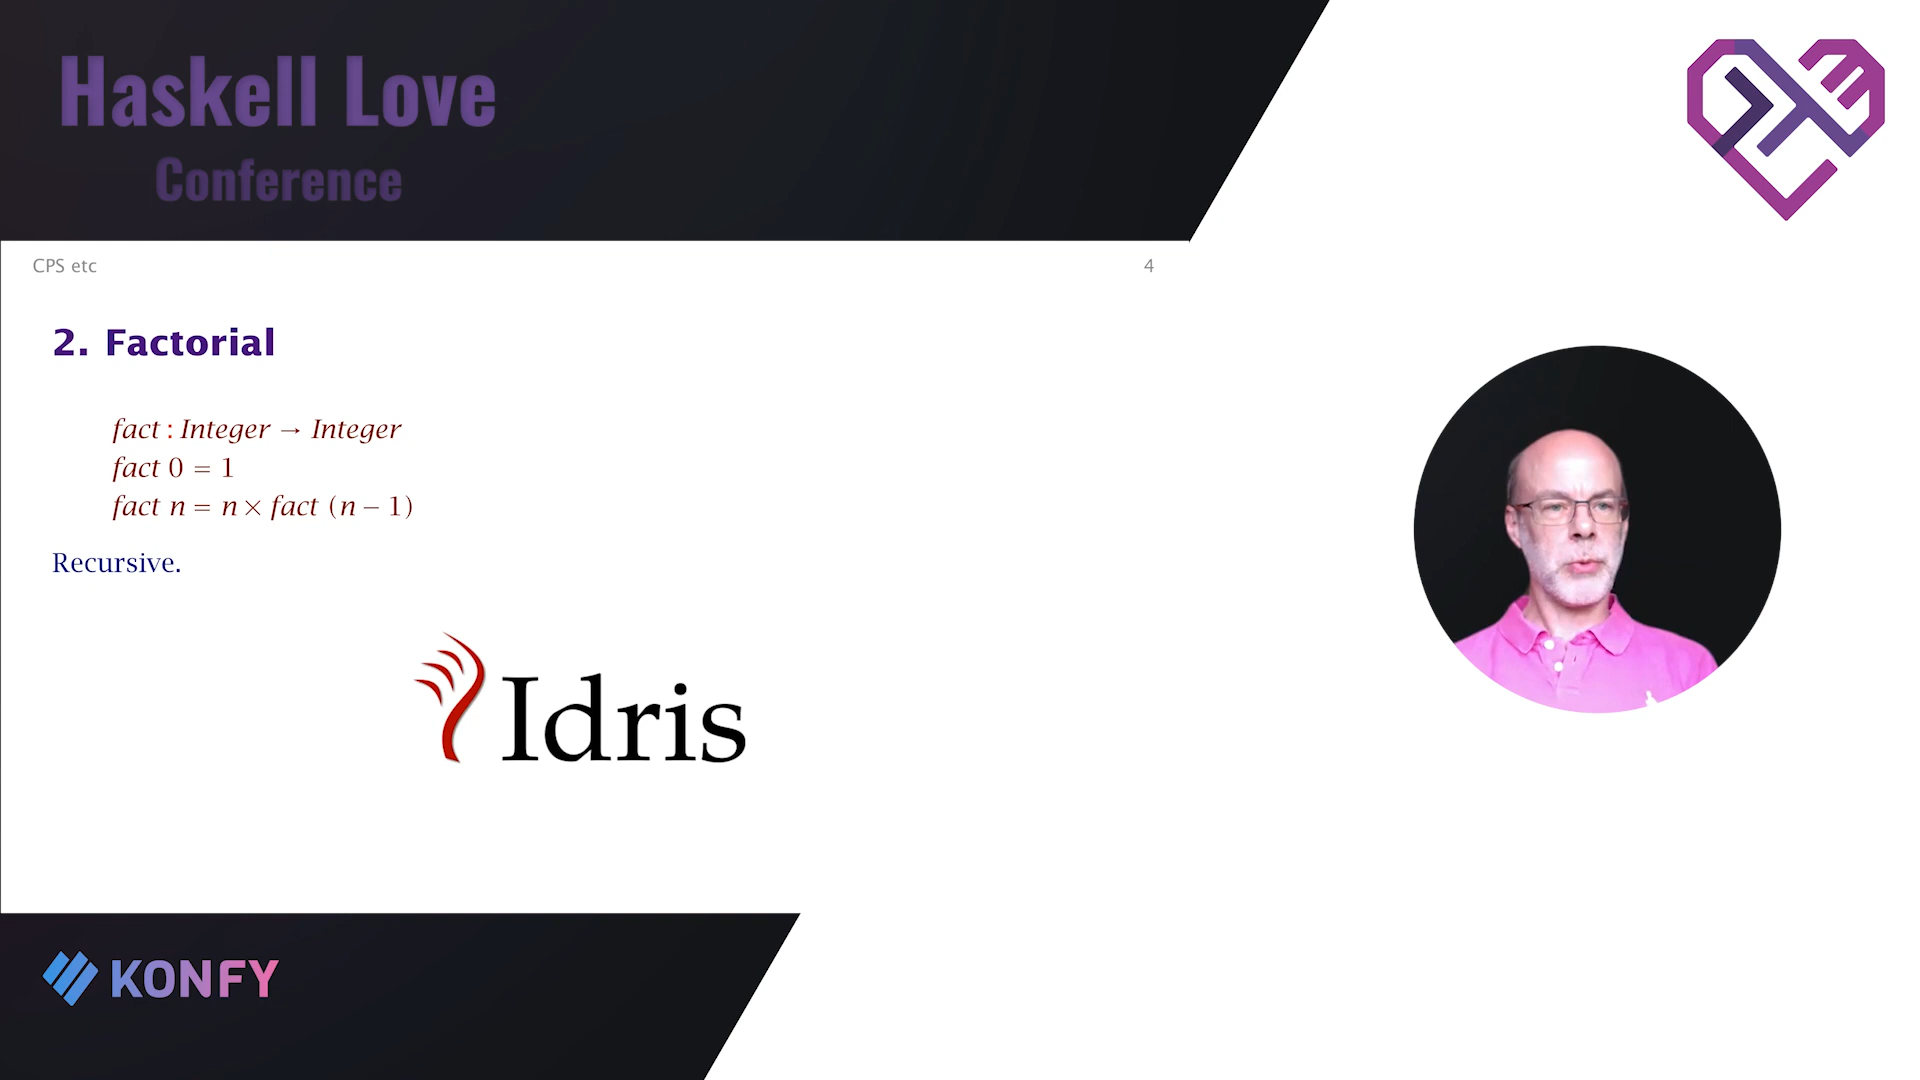 Haskell Love
Conference
CPS etc
4
2. Factorial
fact : Integer → Integer
fact 0 = 1
fact n = n × fact (n − 1)
Recursive.
Idris
KONFY